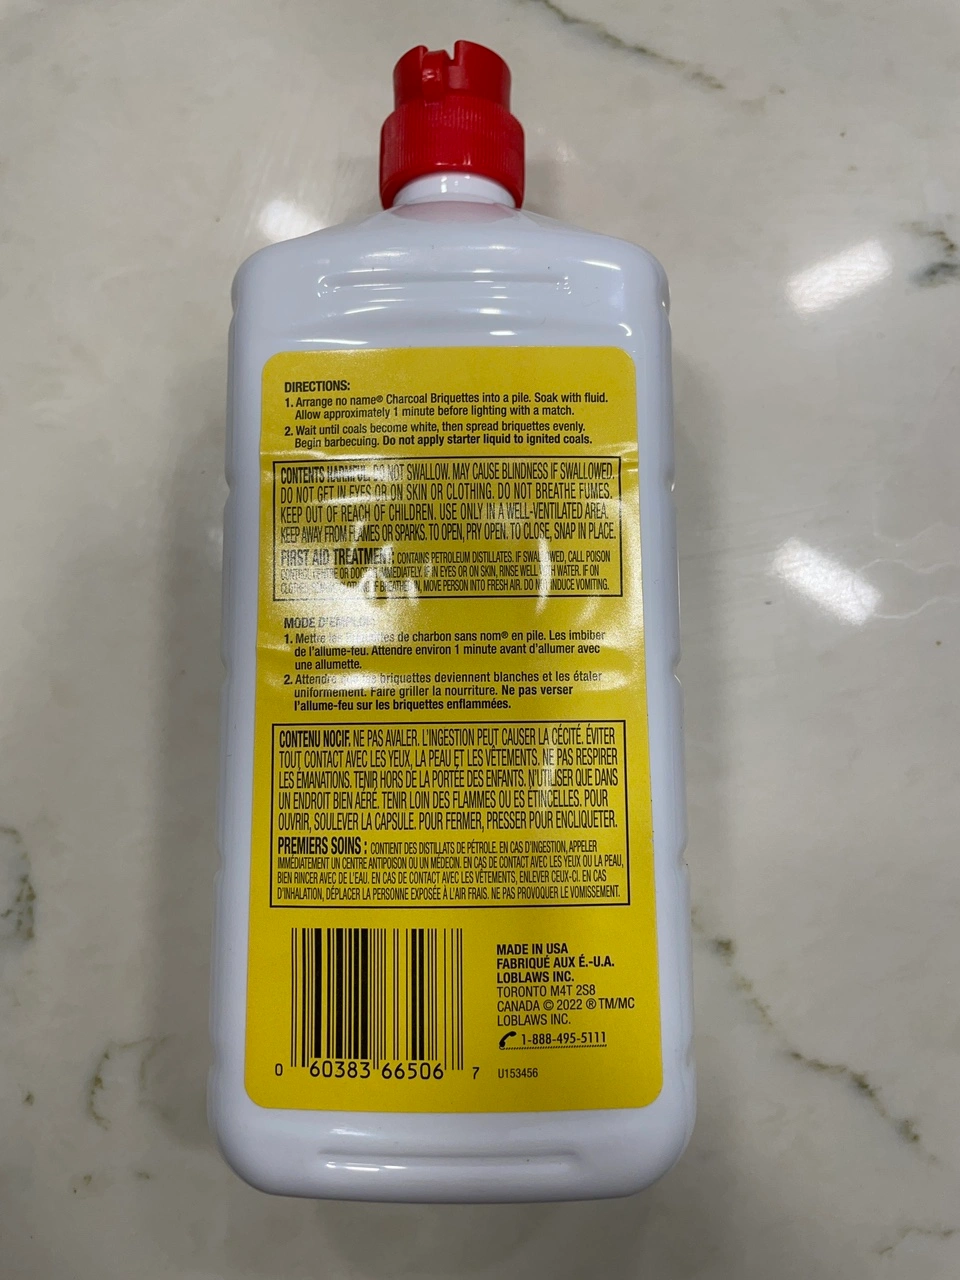 DIRECTIONS:
1. Arrange no name® Charcoal Briquettes into a pile. Soak with fluid.
Allow approximately 1 minute before lighting with a match.
2. Wait until coals become white, then spread briquettes evenly.
Begin barbecuing. Do not apply starter liquid to ignited coals.
CONTENTS HARMFUL. DO NOT SWALLOW. MAY CAUSE BLINDNESS IF SWALLOWED.
DO NOT GET IN EYES OR ON SKIN OR CLOTHING. DO NOT BREATHE FUMES.
KEEP OUT OF REACH OF CHILDREN. USE ONLY IN A WELL-VENTILATED AREA.
KEEP AWAY FROM FLAMES OR SPARKS. TO OPEN, PRY OPEN. TO CLOSE, SNAP IN PLACE.
FIRST AID TREATMENT: CONTAINS PETROLEUM DISTILLATES. IF SWALLOWED, CALL POISON
CONTROL CENTRE OR DOCTOR IMMEDIATELY. IF IN EYES OR ON SKIN, RINSE WELL WITH WATER. IF ON
IF BREATHED IN, MOVE PERSON INTO FRESH AIR. DO NOT INDUCE VOMITING.
MODE D'EMPLOI:
1. Mettre les briquettes de charbon sans nom® en pile. Les imbiber
de l'allume-feu. Attendre environ 1 minute avant d'allumer avec
une allumette.
2. Attendre que les briquettes deviennent blanches et les étaler
uniformément. Faire griller la nourriture. Ne pas verser
l'allume-feu sur les briquettes enflammées.
CONTENU NOCIF. NE PAS AVALER. L'INGESTION PEUT CAUSER LA CÉCITÉ. ÉVITER
TOUT CONTACT AVEC LES YEUX, LA PEAU ET LES VÊTEMENTS. NE PAS RESPIRER
LES ÉMANATIONS. TENIR HORS DE LA PORTÉE DES ENFANTS. N'UTILISER QUE DANS
UN ENDROIT BIEN AÉRÉ. TENIR LOIN DES FLAMMES OU ES ÉTINCELLES. POUR
OUVRIR, SOULEVER LA CAPSULE. POUR FERMER, PRESSER POUR ENCLIQUETER.
PREMIERS SOINS : CONTIENT DES DISTILLATS DE PÉTROLE. EN CAS D'INGESTION, APPELER
IMMÉDIATEMENT UN CENTRE ANTIPOISON OU UN MÉDECIN. EN CAS DE CONTACT AVEC LES YEUX OU LA PEAU,
BIEN RINCER AVEC DE L'EAU. EN CAS DE CONTACT AVEC LES VÊTEMENTS, ENLEVER CEUX-CI. EN CAS
D'INHALATION, DÉPLACER LA PERSONNE EXPOSÉE À L'AIR FRAIS. NE PAS PROVOQUER LE VOMISSEMENT.
MADE IN USA
FABRIQUÉ AUX É.-U.A.
LOBLAWS INC.
TORONTO M4T 2S8
CANADA © 2022 ® TM/MC
LOBLAWS INC.
1-888-495-5111
0 60383 66506 7
U153456